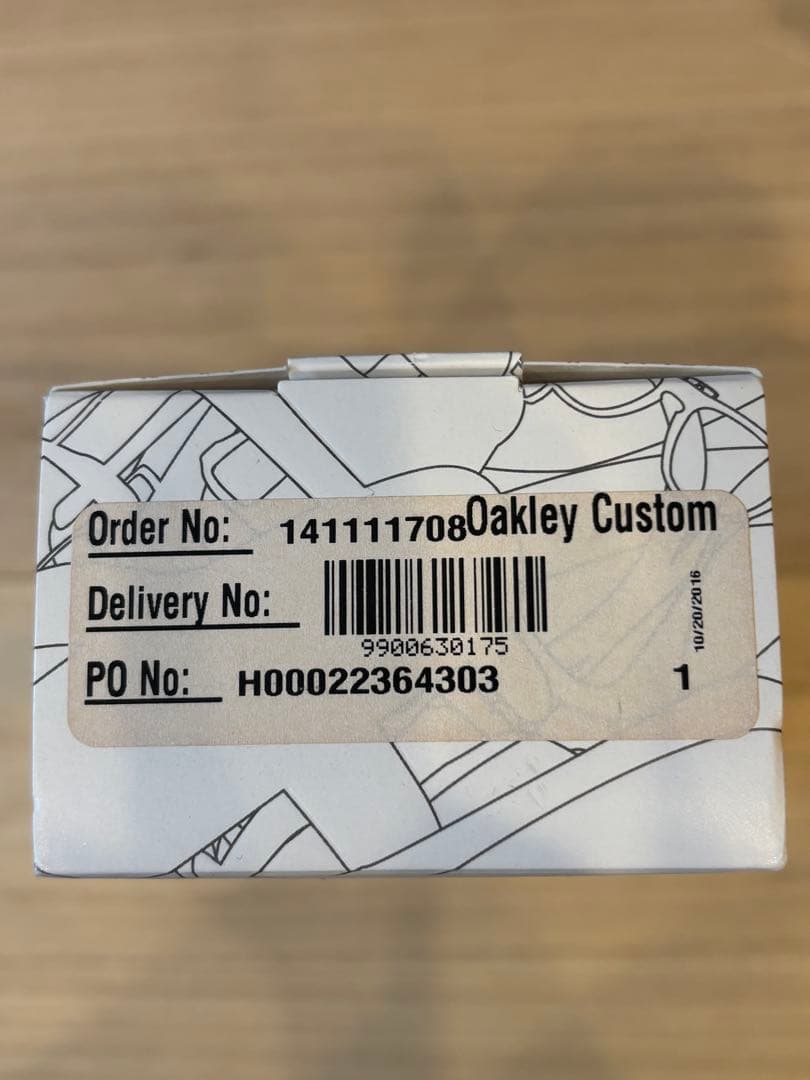 Order No: 141111708Oakley Custom
Delivery No:
9900630175
10/20/2016
PO No: H00022364303 1